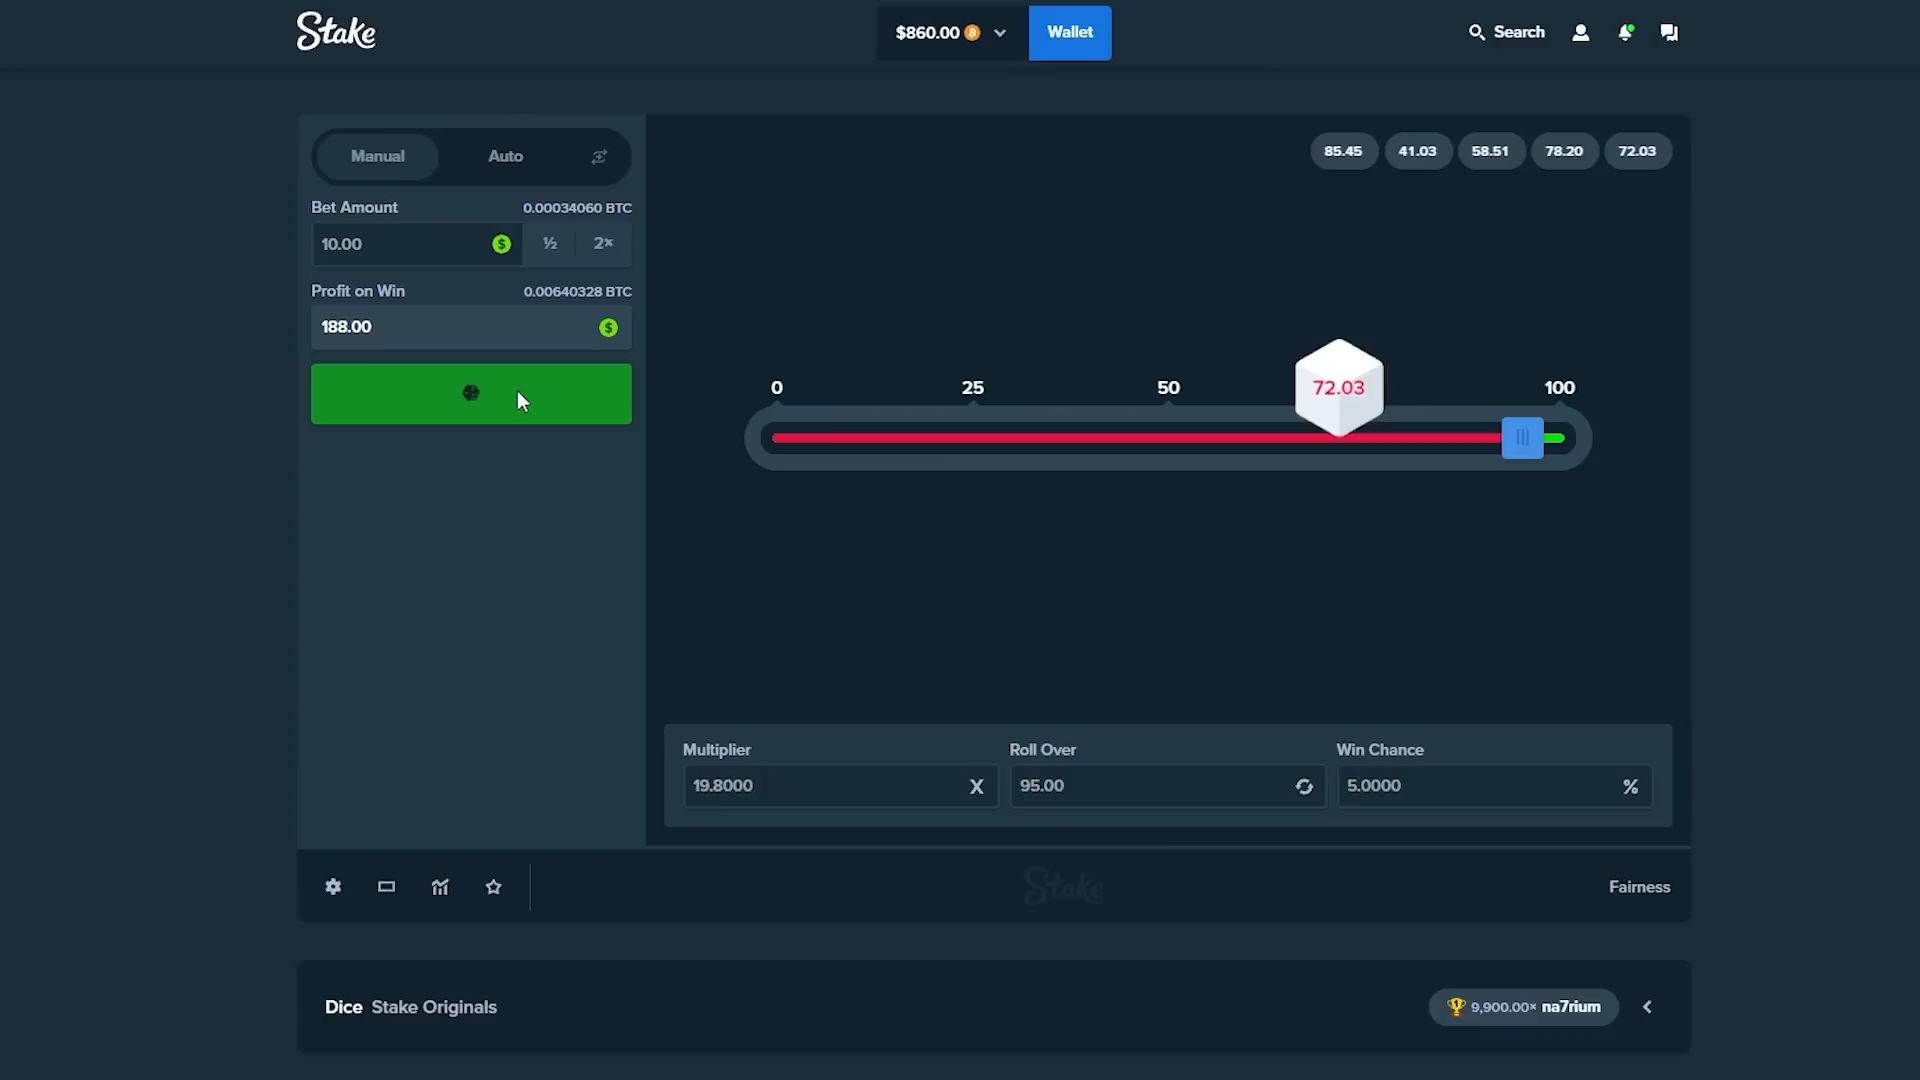 Stake
$860.00
Wallet
Search
Manual
Auto
85.45
41.03
58.51
78.20
72.03
Bet Amount
0.00034060 BTC
10.00
$
½
2×
Profit on Win
0.00640328 BTC
188.00
$
0
25
50
72.03
100
Multiplier
Roll Over
Win Chance
19.8000
X
95.00
5.0000
%
Stake
Fairness
Dice Stake Originals
9,900.00× na7rium